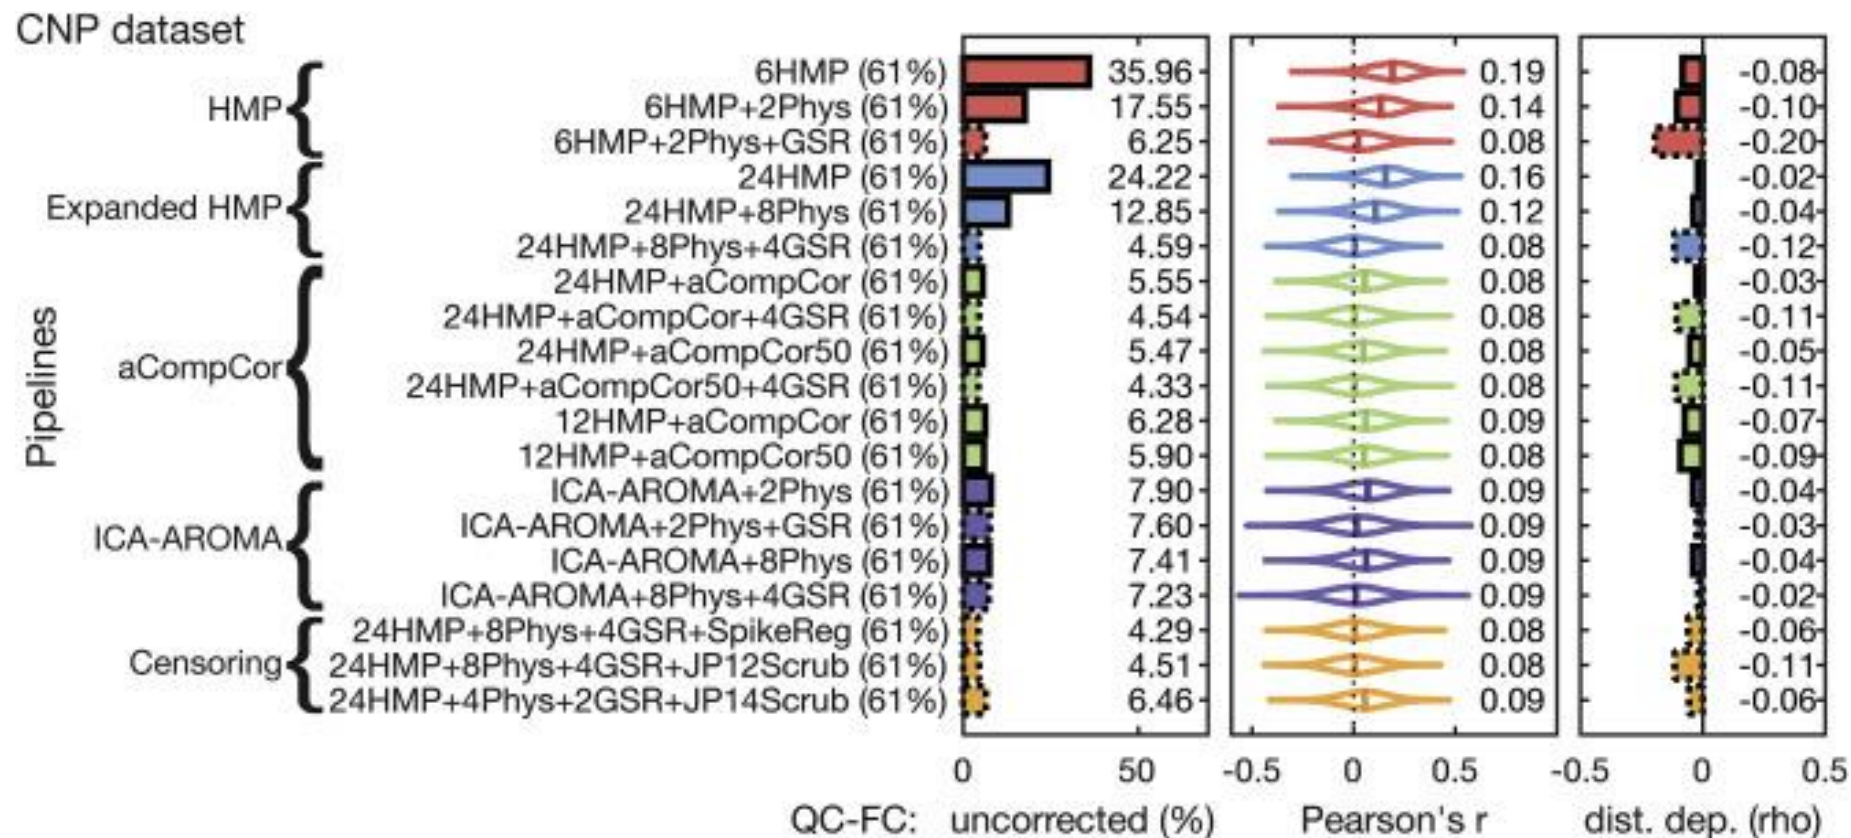 CNP dataset
Pipelines
HMP
6HMP (61%) 35.96 0.19 -0.08
6HMP+2Phys (61%) 17.55 0.14 -0.10
6HMP+2Phys+GSR (61%) 6.25 0.08 -0.20
Expanded HMP
24HMP (61%) 24.22 0.16 -0.02
24HMP+8Phys (61%) 12.85 0.12 -0.04
24HMP+8Phys+4GSR (61%) 4.59 0.08 -0.12
aCompCor
24HMP+aCompCor (61%) 5.55 0.08 -0.03
24HMP+aCompCor+4GSR (61%) 4.54 0.08 -0.11
24HMP+aCompCor50 (61%) 5.47 0.08 -0.05
24HMP+aCompCor50+4GSR (61%) 4.33 0.08 -0.11
12HMP+aCompCor (61%) 6.28 0.09 -0.07
12HMP+aCompCor50 (61%) 5.90 0.08 -0.09
ICA-AROMA
ICA-AROMA+2Phys (61%) 7.90 0.09 -0.04
ICA-AROMA+2Phys+GSR (61%) 7.60 0.09 -0.03
ICA-AROMA+8Phys (61%) 7.41 0.09 -0.04
ICA-AROMA+8Phys+4GSR (61%) 7.23 0.09 -0.02
Censoring
24HMP+8Phys+4GSR+SpikeReg (61%) 4.29 0.08 -0.06
24HMP+8Phys+4GSR+JP12Scrub (61%) 4.51 0.08 -0.11
24HMP+4Phys+2GSR+JP14Scrub (61%) 6.46 0.09 -0.06
0 50 -0.5 0 0.5 -0.5 0 0.5
QC-FC: uncorrected (%) Pearson's r dist. dep. (rho)